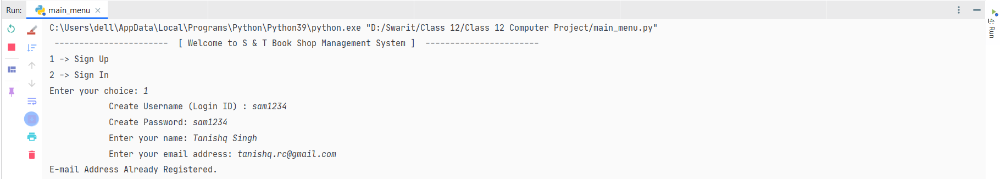 Run: main_menu
C:\Users\dell\AppData\Local\Programs\Python\Python39\python.exe "D:/Swarit/Class 12/Class 12 Computer Project/main_menu.py"
----------------------- [ Welcome to S & T Book Shop Management System ] -----------------------
1 -> Sign Up
2 -> Sign In
Enter your choice: 1
Create Username (Login ID) : sam1234
Create Password: sam1234
Enter your name: Tanishq Singh
Enter your email address: tanishq.rc@gmail.com
E-mail Address Already Registered.
4: Run